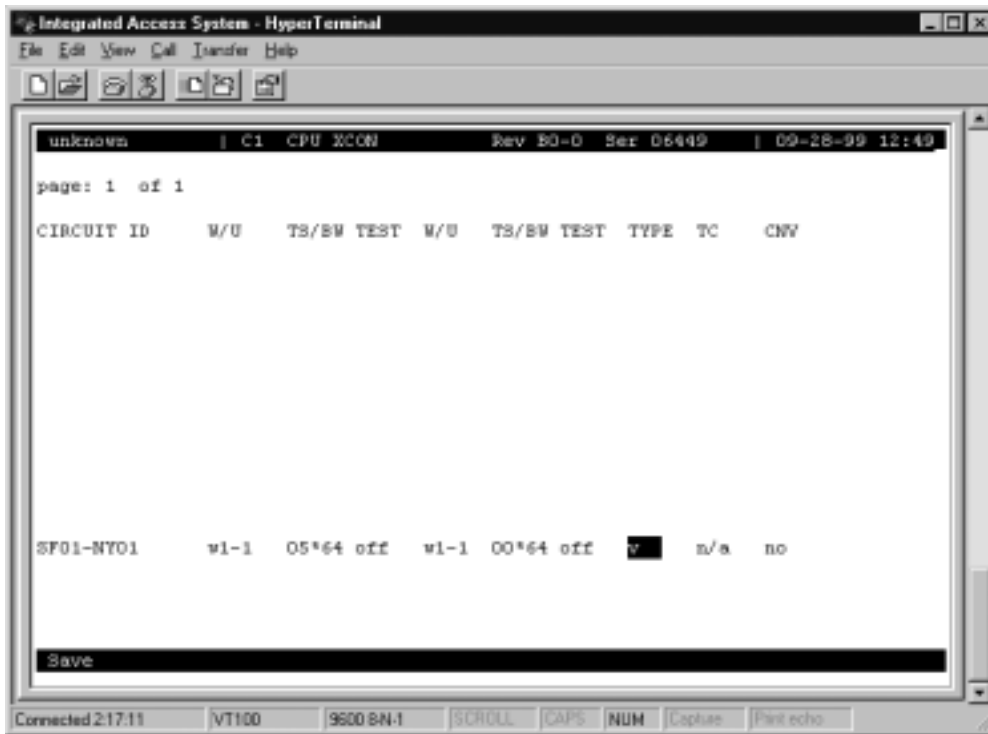 Integrated Access System - HyperTerminal
File Edit View Call Transfer Help
unknown | C1 CPU XCON Rev B0-0 Ser 06449 | 09-28-99 12:49
page: 1 of 1
CIRCUIT ID W/U TS/BW TEST W/U TS/BW TEST TYPE TC CNV
SF01-NY01 w1-1 05*64 off w1-1 00*64 off v n/a no
Save
Connected 2:17:11 VT100 9600 8-N-1 SCROLL CAPS NUM Capture Print echo